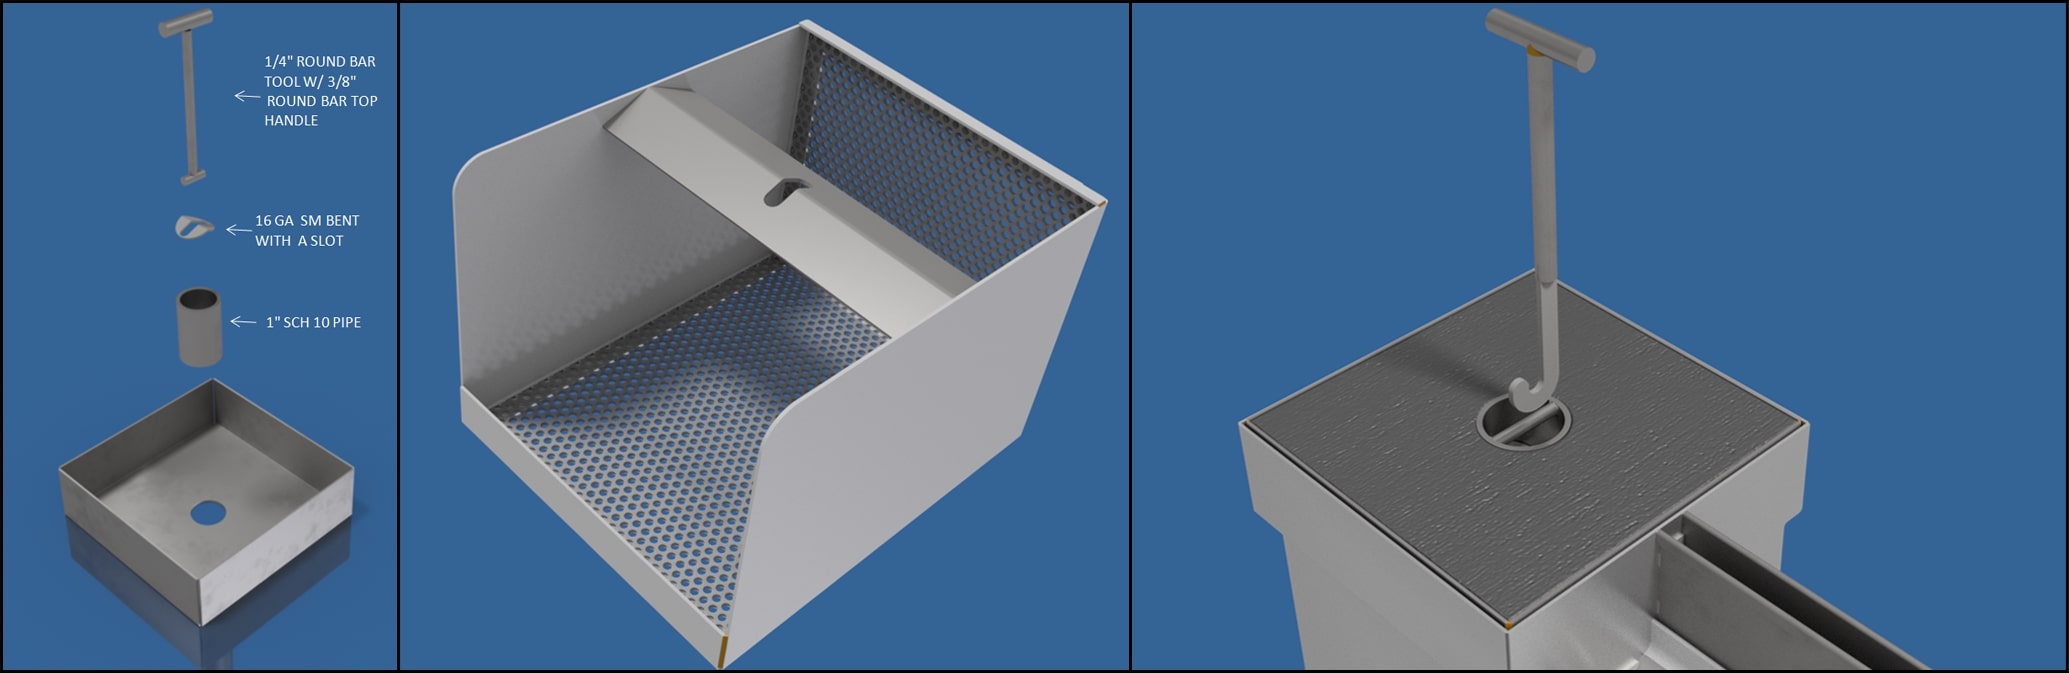 1/4" ROUND BAR
TOOL W/ 3/8"
ROUND BAR TOP
HANDLE
16 GA SM BENT
WITH A SLOT
1" SCH 10 PIPE